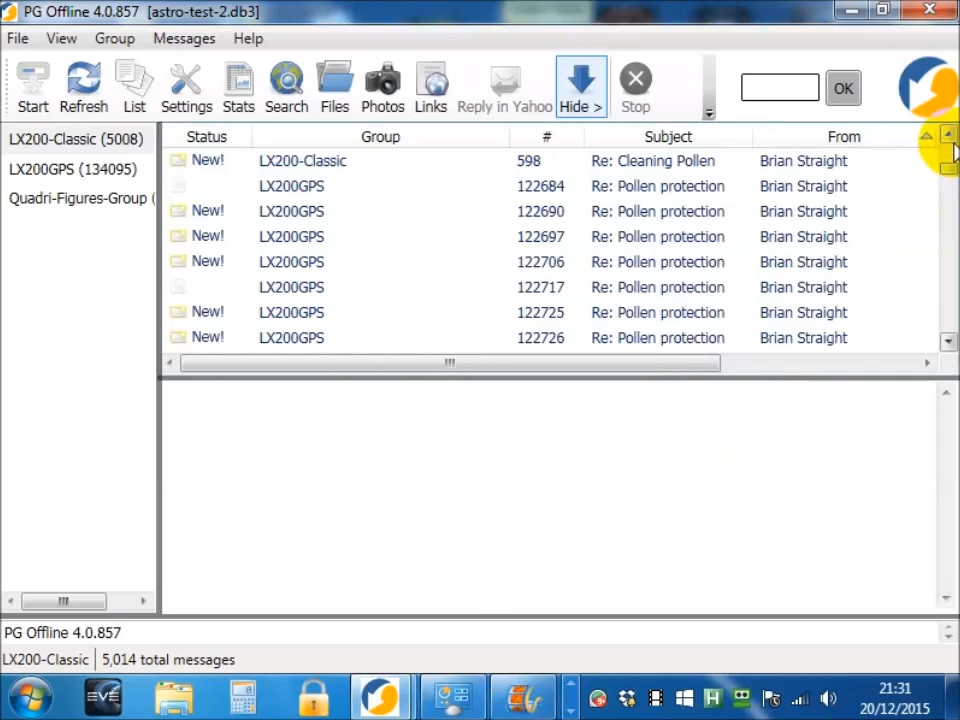 PG Offline 4.0.857 [astro-test-2.db3]
File View Group Messages Help
Start Refresh List Settings Stats Search Files Photos Links Reply in Yahoo Hide > Stop OK
LX200-Classic (5008)
LX200GPS (134095)
Quadri-Figures-Group (
Status Group # Subject From
New! LX200-Classic 598 Re: Cleaning Pollen Brian Straight
LX200GPS 122684 Re: Pollen protection Brian Straight
New! LX200GPS 122690 Re: Pollen protection Brian Straight
New! LX200GPS 122697 Re: Pollen protection Brian Straight
New! LX200GPS 122706 Re: Pollen protection Brian Straight
LX200GPS 122717 Re: Pollen protection Brian Straight
New! LX200GPS 122725 Re: Pollen protection Brian Straight
New! LX200GPS 122726 Re: Pollen protection Brian Straight
PG Offline 4.0.857
LX200-Classic 5,014 total messages
EVE
H
21:31
20/12/2015